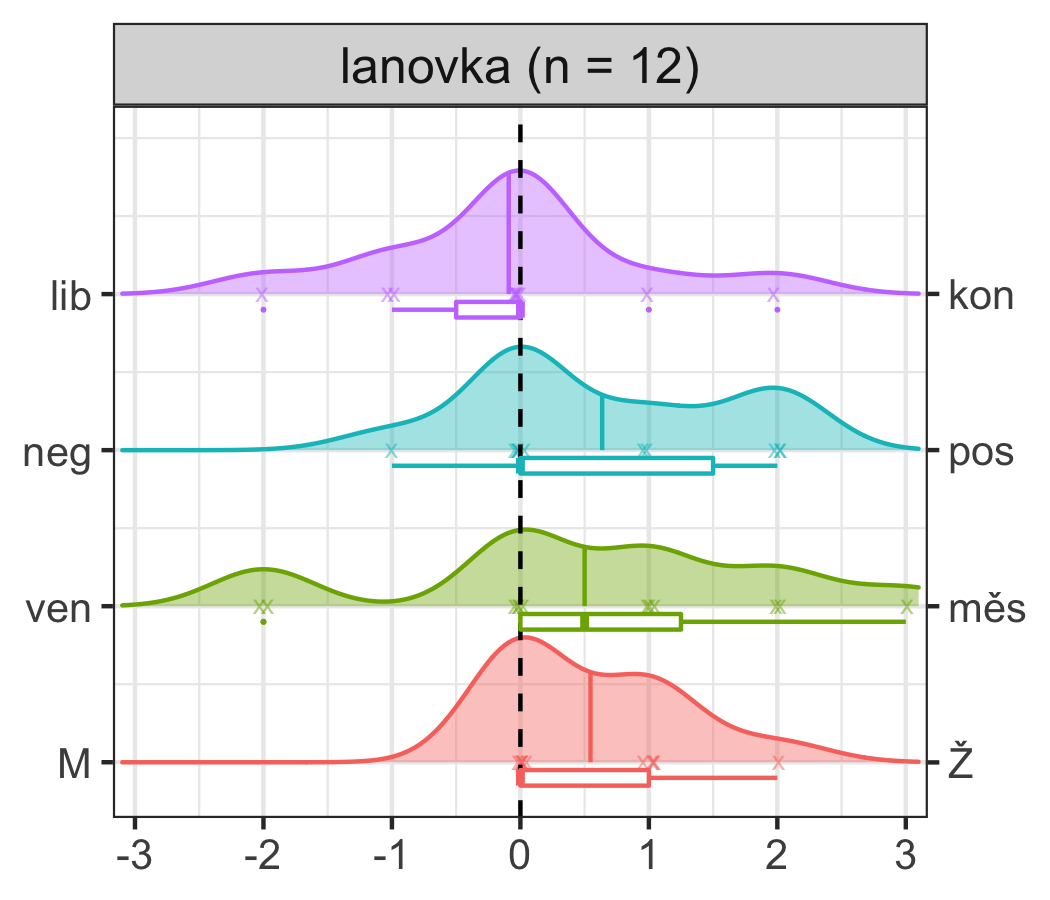 lanovka (n = 12)
lib kon
neg pos
ven měs
M Ž
-3 -2 -1 0 1 2 3